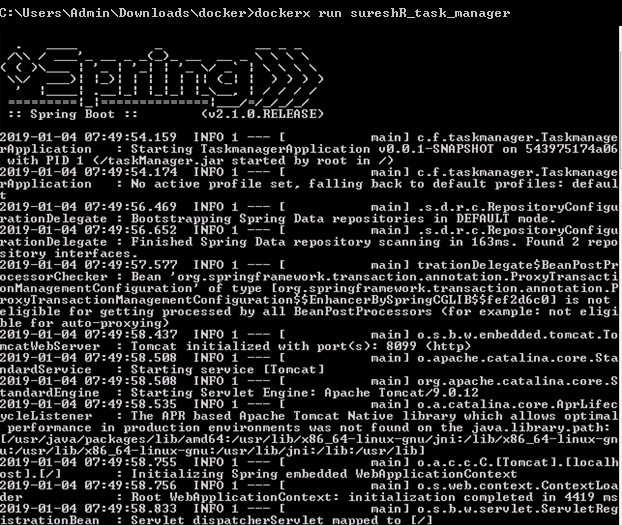 C:\Users\Admin\Downloads\docker>dockerx run sureshR_task_manager
:: Spring Boot ::        (v2.1.0.RELEASE)
2019-01-04 07:49:54.159  INFO 1 --- [           main] c.f.taskmanager.Taskmanage
rApplication   : Starting TaskmanagerApplication v0.0.1-SNAPSHOT on 543975174a06
with PID 1 (/taskManager.jar started by root in /)
2019-01-04 07:49:54.174  INFO 1 --- [           main] c.f.taskmanager.Taskmanage
rApplication   : No active profile set, falling back to default profiles: defaul
t
2019-01-04 07:49:56.469  INFO 1 --- [           main] .s.d.r.c.RepositoryConfigu
rationDelegate : Bootstrapping Spring Data repositories in DEFAULT mode.
2019-01-04 07:49:56.652  INFO 1 --- [           main] .s.d.r.c.RepositoryConfigu
rationDelegate : Finished Spring Data repository scanning in 163ms. Found 2 repo
sitory interfaces.
2019-01-04 07:49:57.577  INFO 1 --- [           main] trationDelegate$BeanPostPr
ocessorChecker : Bean 'org.springframework.transaction.annotation.ProxyTransacti
onManagementConfiguration' of type [org.springframework.transaction.annotation.P
roxyTransactionManagementConfiguration$$EnhancerBySpringCGLIB$$fef2d6c0] is not
eligible for getting processed by all BeanPostProcessors (for example: not eligi
ble for auto-proxying)
2019-01-04 07:49:58.437  INFO 1 --- [           main] o.s.b.w.embedded.tomcat.To
mcatWebServer  : Tomcat initialized with port(s): 8099 (http)
2019-01-04 07:49:58.508  INFO 1 --- [           main] o.apache.catalina.core.Sta
ndardService   : Starting service [Tomcat]
2019-01-04 07:49:58.508  INFO 1 --- [           main] org.apache.catalina.core.S
tandardEngine  : Starting Servlet Engine: Apache Tomcat/9.0.12
2019-01-04 07:49:58.535  INFO 1 --- [           main] o.a.catalina.core.AprLifec
ycleListener   : The APR based Apache Tomcat Native library which allows optimal
performance in production environments was not found on the java.library.path:
[/usr/java/packages/lib/amd64:/usr/lib/x86_64-linux-gnu/jni:/lib/x86_64-linux-gn
u:/usr/lib/x86_64-linux-gnu:/usr/lib/jni:/lib:/usr/lib]
2019-01-04 07:49:58.755  INFO 1 --- [           main] o.a.c.c.C.[Tomcat].[localh
ost].[/]       : Initializing Spring embedded WebApplicationContext
2019-01-04 07:49:58.756  INFO 1 --- [           main] o.s.web.context.ContextLoa
der            : Root WebApplicationContext: initialization completed in 4419 ms
2019-01-04 07:49:58.833  INFO 1 --- [           main] o.s.b.w.servlet.ServletReg
istrationBean  : Servlet dispatcherServlet mapped to [/]